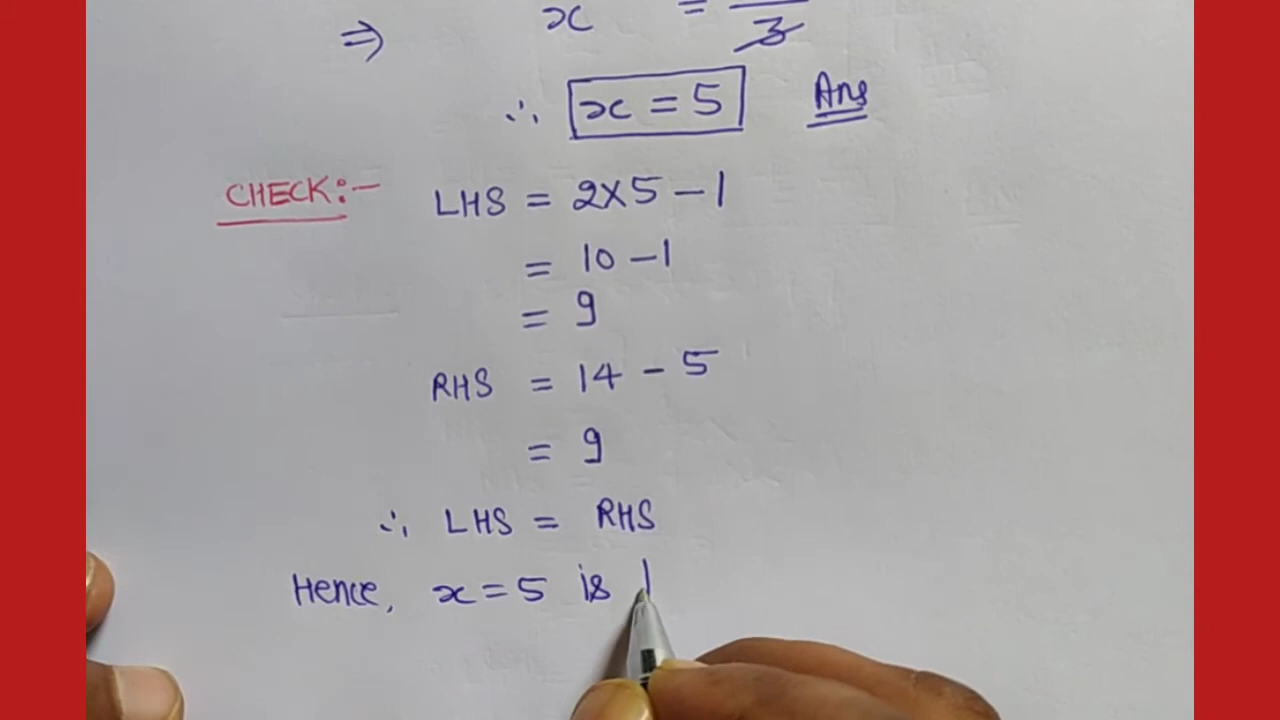 ⇒ x = 3
∴ x = 5 Ans
CHECK:- LHS = 2×5-1
= 10-1
= 9
RHS = 14-5
= 9
∴ LHS = RHS
Hence, x=5 is